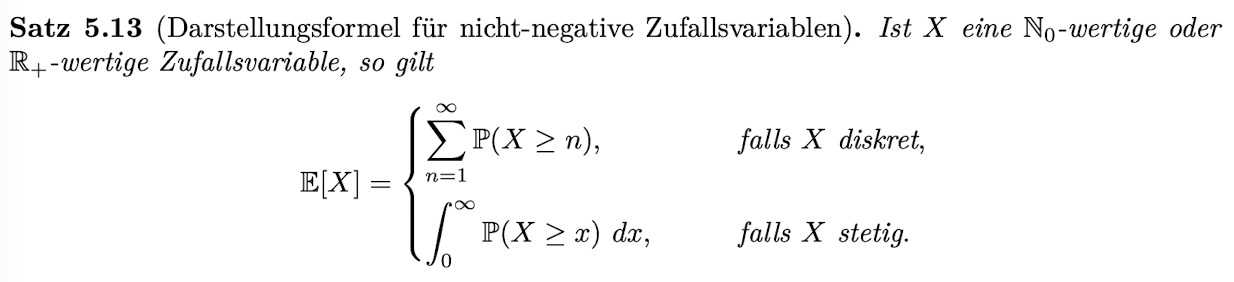 Satz 5.13 (Darstellungsformel für nicht-negative Zufallsvariablen). Ist X eine ℕ₀-wertige oder
ℝ₊-wertige Zufallsvariable, so gilt
𝔼[X] = { ∑_{n=1}^{∞} ℙ(X ≥ n), falls X diskret,
∫_0^∞ ℙ(X ≥ x) dx, falls X stetig.